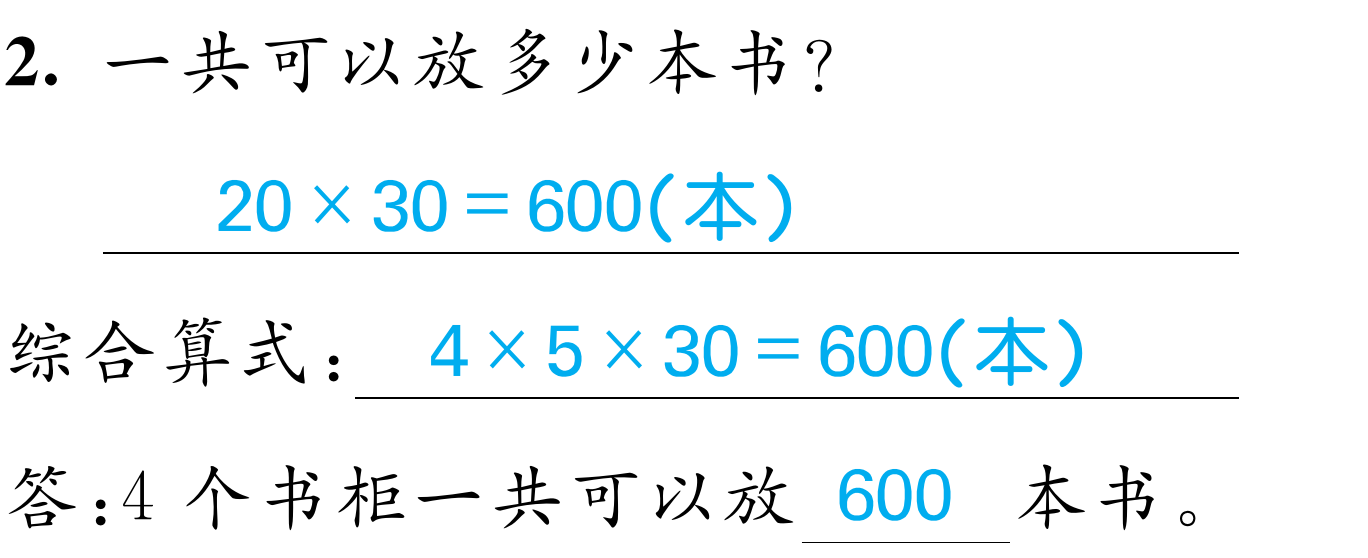 2. 一共可以放多少本书?
20×30=600(本)
综合算式:4×5×30=600(本)
答:4个书柜一共可以放600本书。